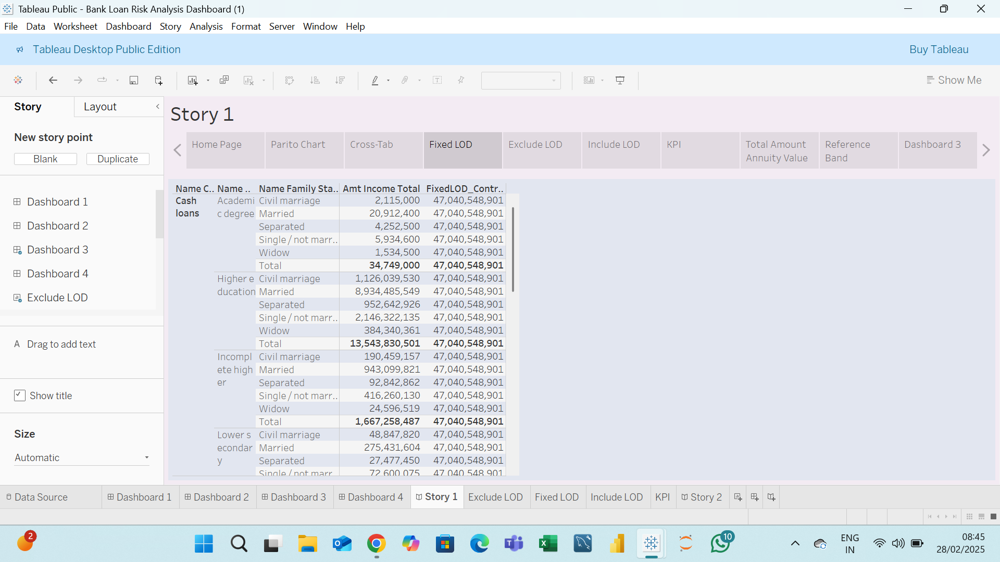 Tableau Public - Bank Loan Risk Analysis Dashboard (1)
File Data Worksheet Dashboard Story Analysis Format Server Window Help
Tableau Desktop Public Edition
Buy Tableau
Show Me
Story
Layout
New story point
Blank
Duplicate
Dashboard 1
Dashboard 2
Dashboard 3
Dashboard 4
Exclude LOD
A Drag to add text
Show title
Size
Automatic
Story 1
Home Page
Parito Chart
Cross-Tab
Fixed LOD
Exclude LOD
Include LOD
KPI
Total Amount
Annuity Value
Reference
Band
Dashboard 3
Name C.. Name .. Name Family Sta.. Amt Income Total FixedLOD_Contr..
Cash Academi Civil marriage 2,115,000 47,040,548,901
loans c degree Married 20,912,400 47,040,548,901
Separated 4,252,500 47,040,548,901
Single / not marr.. 5,934,600 47,040,548,901
Widow 1,534,500 47,040,548,901
Total 34,749,000 47,040,548,901
Higher e Civil marriage 1,126,039,530 47,040,548,901
ducation Married 8,934,485,549 47,040,548,901
Separated 952,642,926 47,040,548,901
Single / not marr.. 2,146,322,135 47,040,548,901
Widow 384,340,361 47,040,548,901
Total 13,543,830,501 47,040,548,901
Incompl Civil marriage 190,459,157 47,040,548,901
ete high Married 943,099,821 47,040,548,901
er Separated 92,842,862 47,040,548,901
Single / not marr.. 416,260,130 47,040,548,901
Widow 24,596,519 47,040,548,901
Total 1,667,258,487 47,040,548,901
Lower s Civil marriage 48,847,820 47,040,548,901
econdar Married 275,431,604 47,040,548,901
y Separated 27,477,450 47,040,548,901
Single / not marr 72,600,075 47,040,548,901
Data Source Dashboard 1 Dashboard 2 Dashboard 3 Dashboard 4 Story 1 Exclude LOD Fixed LOD Include LOD KPI Story 2
2
10
ENG
IN
08:45
28/02/2025